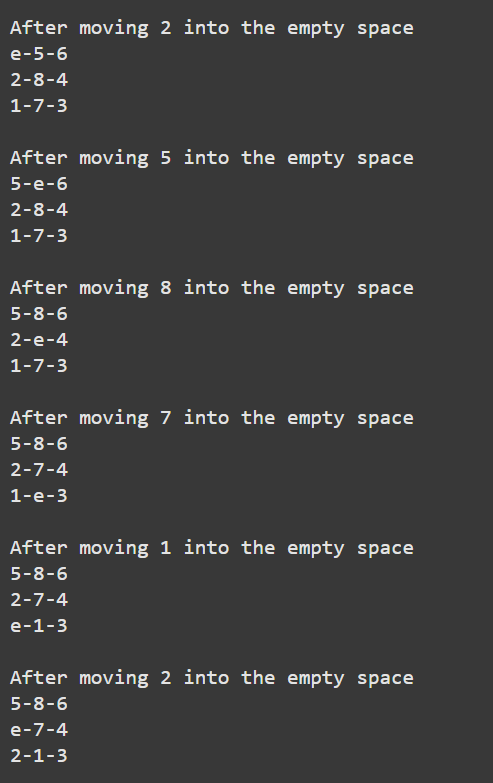 After moving 2 into the empty space
e-5-6
2-8-4
1-7-3
After moving 5 into the empty space
5-e-6
2-8-4
1-7-3
After moving 8 into the empty space
5-8-6
2-e-4
1-7-3
After moving 7 into the empty space
5-8-6
2-7-4
1-e-3
After moving 1 into the empty space
5-8-6
2-7-4
e-1-3
After moving 2 into the empty space
5-8-6
e-7-4
2-1-3